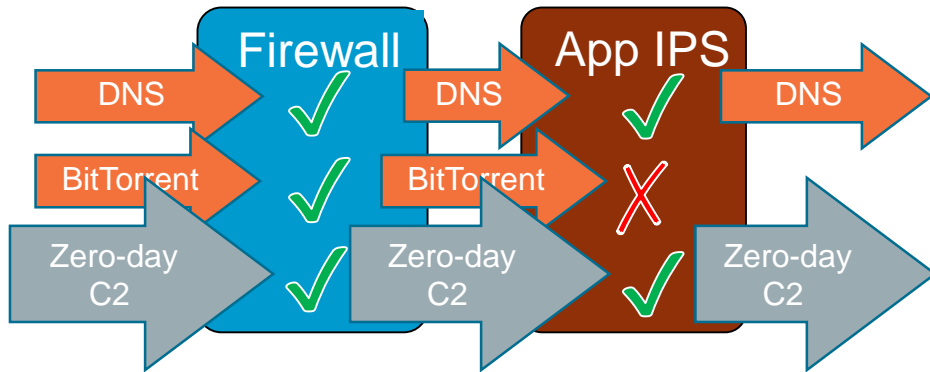 Firewall
App IPS
DNS
DNS
DNS
BitTorrent
BitTorrent
Zero-day
C2
Zero-day
C2
Zero-day
C2